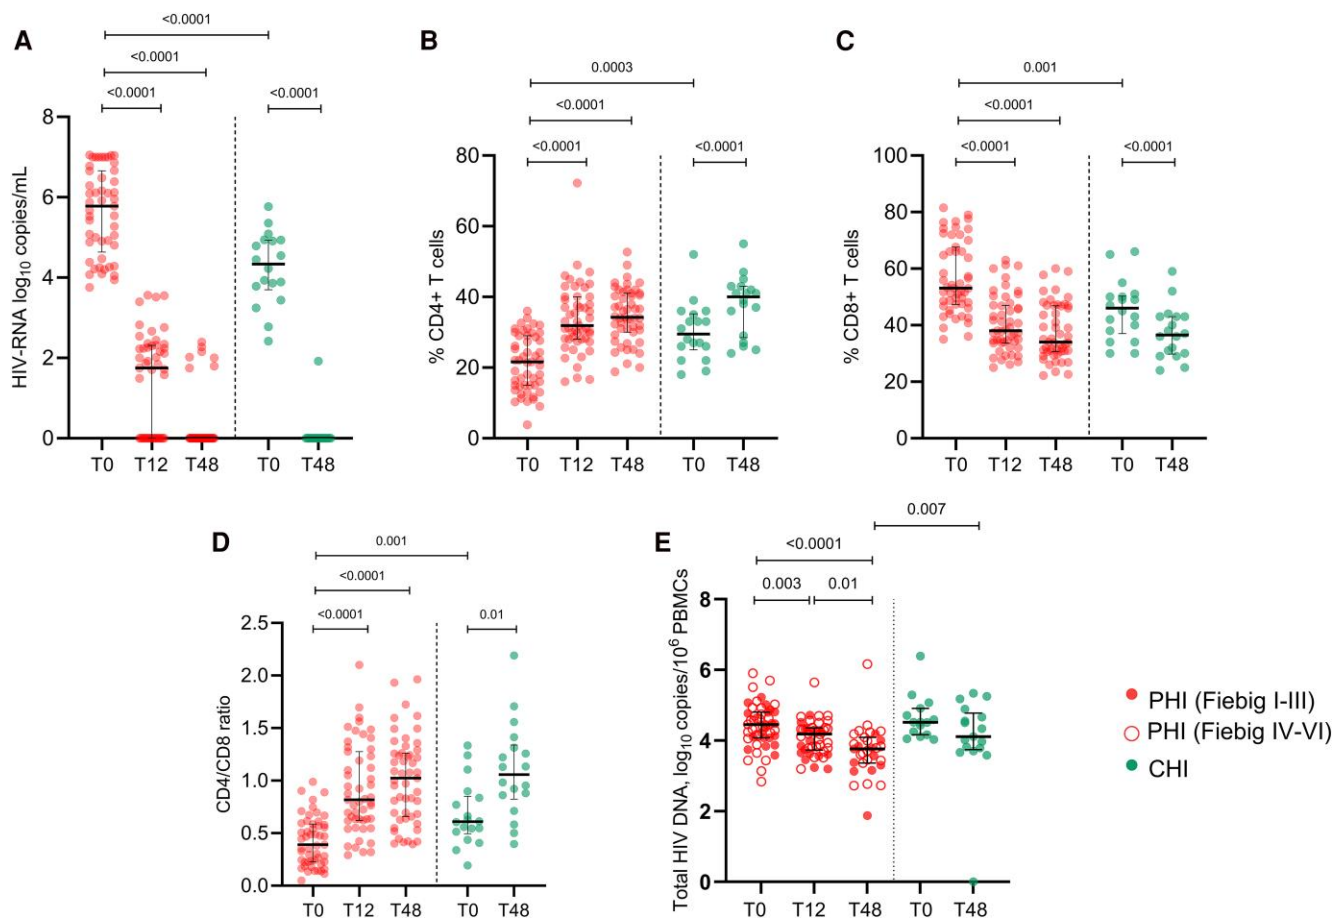 A
<0.0001
<0.0001
<0.0001
<0.0001
HIV-RNA log10 copies/mL
8
6
4
2
0
T0 T12 T48 T0 T48
B
0.0003
<0.0001
<0.0001
<0.0001
% CD4+ T cells
80
60
40
20
0
T0 T12 T48 T0 T48
C
0.001
<0.0001
<0.0001
<0.0001
% CD8+ T cells
100
80
60
40
20
0
T0 T12 T48 T0 T48
D
0.001
<0.0001
<0.0001
0.01
CD4/CD8 ratio
2.5
2.0
1.5
1.0
0.5
0.0
T0 T12 T48 T0 T48
E
0.007
<0.0001
0.003
0.01
Total HIV DNA, log10 copies/10⁶ PBMCs
8
6
4
2
0
T0 T12 T48 T0 T48
PHI (Fiebig I-III)
PHI (Fiebig IV-VI)
CHI